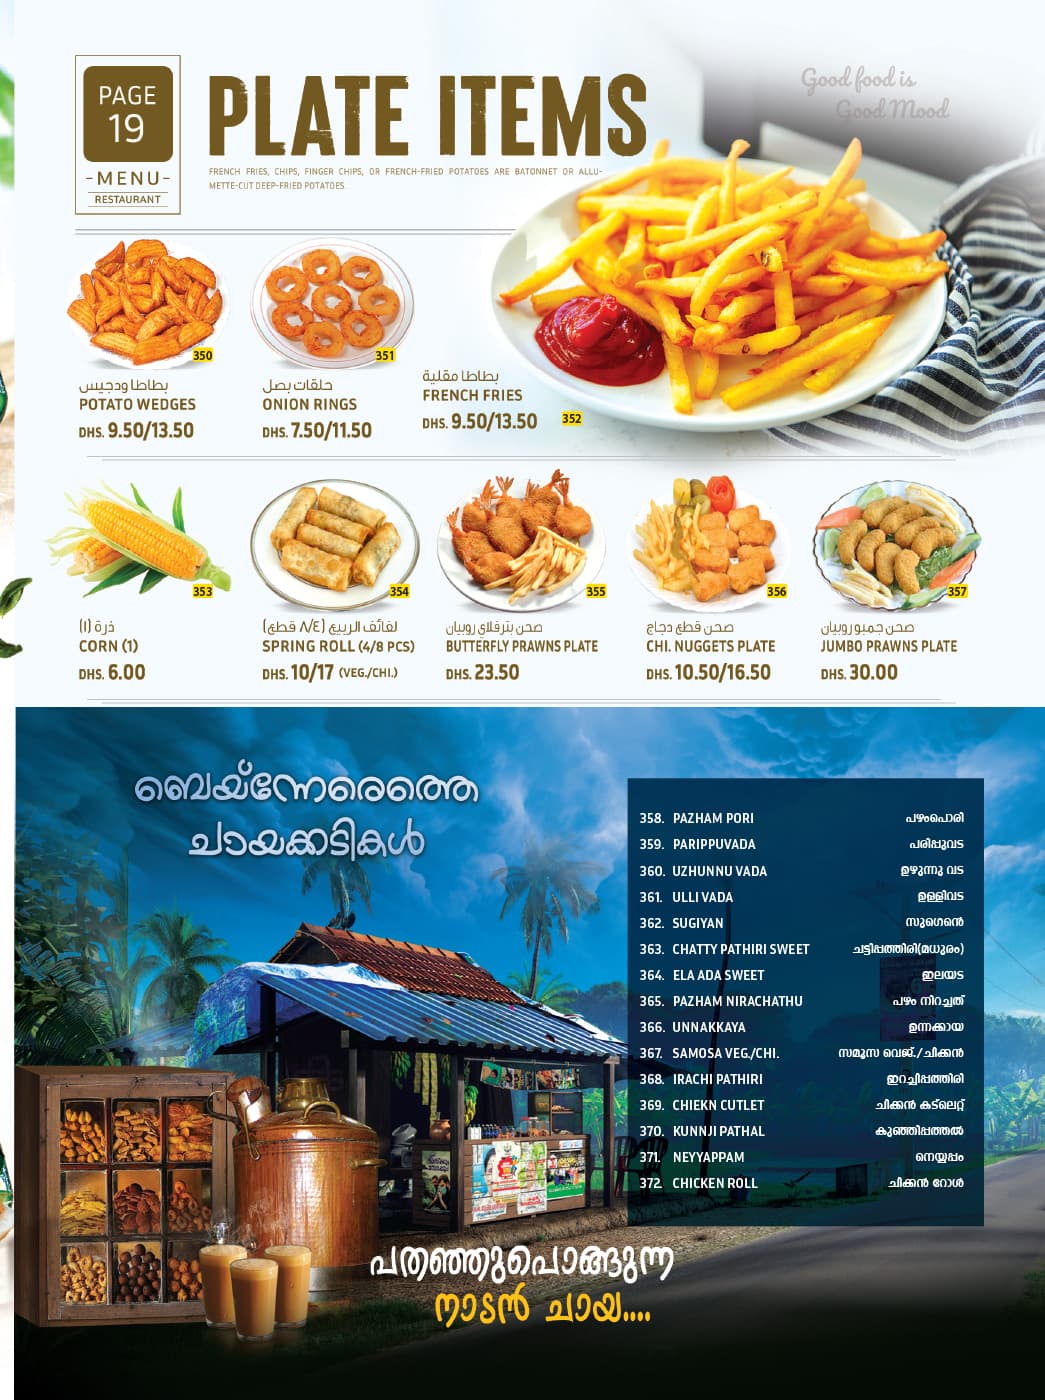 PAGE
19
-MENU-
RESTAURANT
PLATE ITEMS
FRENCH FRIES, CHIPS, FINGER CHIPS, OR FRENCH-FRIED POTATOES ARE BATONNET OR ALLU-
METTE-CUT DEEP-FRIED POTATOES.
Good food is
Good Mood
350
بطاطا ودجيس
POTATO WEDGES
DHS. 9.50/13.50
351
حلقات بصل
ONION RINGS
DHS. 7.50/11.50
بطاطا مقلية
FRENCH FRIES
DHS. 9.50/13.50
352
353
ذرة (١)
CORN (1)
DHS. 6.00
354
لفائف الربيع (٨/٤ قطع)
SPRING ROLL (4/8 PCS)
DHS. 10/17 (VEG./CHI.)
355
صحن بترفلاي روبيان
BUTTERFLY PRAWNS PLATE
DHS. 23.50
356
صحن قطع دجاج
CHI. NUGGETS PLATE
DHS. 10.50/16.50
357
صحن جمبو روبيان
JUMBO PRAWNS PLATE
DHS. 30.00
ബെയ്ന്നേരെത്തെ
ചായക്കടികൾ
358. PAZHAM PORI പഴംപൊരി
359. PARIPPUVADA പരിപ്പുവട
360. UZHUNNU VADA ഉഴുന്നു വട
361. ULLI VADA ഉള്ളിവട
362. SUGIYAN സുഗെൻ
363. CHATTY PATHIRI SWEET ചട്ടിപ്പത്തിരി(മധുരം)
364. ELA ADA SWEET ഇലയട
365. PAZHAM NIRACHATHU പഴം നിറച്ചത്
366. UNNAKKAYA ഉന്നക്കായ
367. SAMOSA VEG./CHI. സമൂസ വെജ്./ചിക്കൻ
368. IRACHI PATHIRI ഇറച്ചിപ്പത്തിരി
369. CHIEKN CUTLET ചിക്കൻ കട്ലെറ്റ്
370. KUNNJI PATHAL കുഞ്ഞിപ്പത്തൽ
371. NEYYAPPAM നെയ്യപ്പം
372. CHICKEN ROLL ചിക്കൻ റോൾ
പതഞ്ഞുപൊങ്ങുന്ന
നാടൻ ചായ....